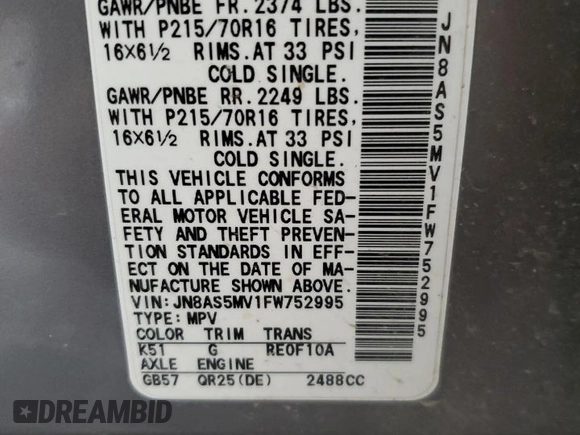 GAWR/PNBE FR.2374 LBS.
WITH P215/70R16 TIRES,
16X6½ RIMS.AT 33 PSI
COLD SINGLE.
GAWR/PNBE RR.2249 LBS.
WITH P215/70R16 TIRES,
16X6½ RIMS.AT 33 PSI
COLD SINGLE.
THIS VEHICLE CONFORMS
TO ALL APPLICABLE FED-
ERAL MOTOR VEHICLE SA-
FETY AND THEFT PREVEN-
TION STANDARDS IN EFF-
ECT ON THE DATE OF MA-
NUFACTURE SHOWN ABOVE.
VIN:JN8AS5MV1FW752995
TYPE:MPV
COLOR TRIM TRANS
K51 G RE0F10A
AXLE ENGINE
GB57 QR25(DE) 2488CC
JN8AS5MV1FW752995
DREAMBID